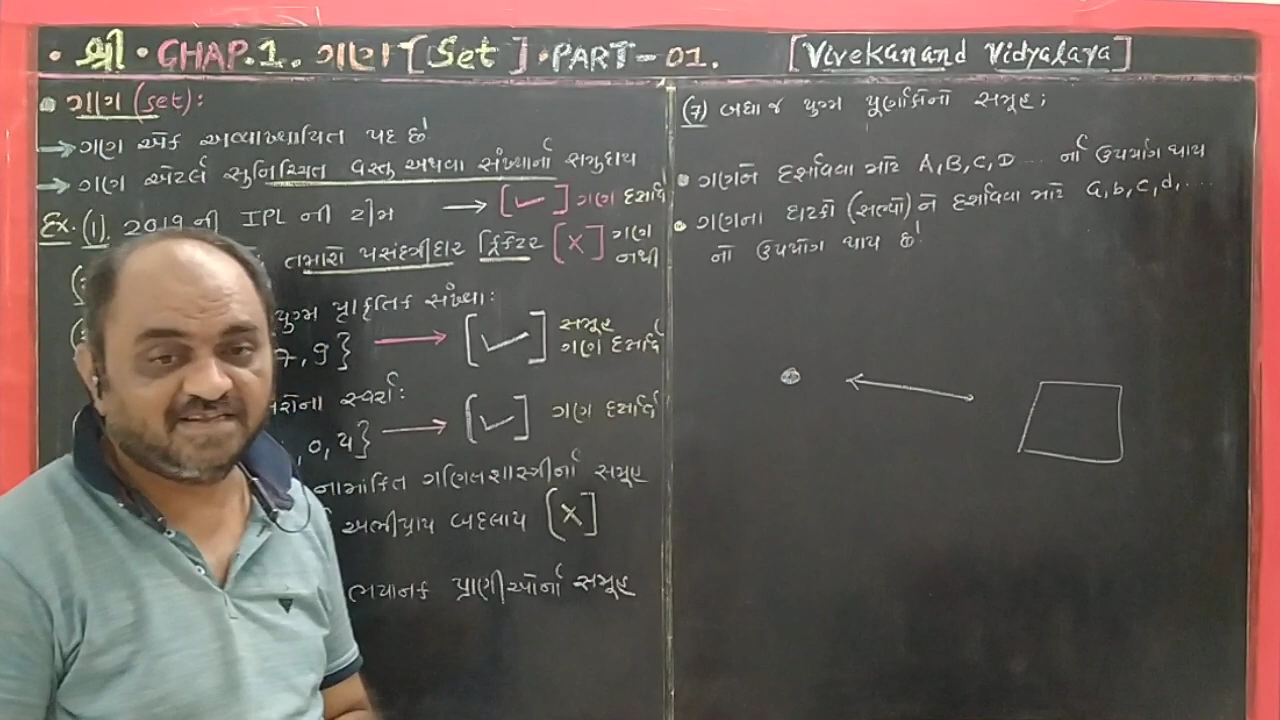 • શ્રી • CHAP.1. ગણ [Set] • PART-01. [Vivekanand Vidyalaya]
• ગણ (set):
→ ગણ એક અવ્યાખ્યાયિત પદ છે
→ ગણ એટલે સુનિશ્ચિત વસ્તુ અથવા સંખ્યાનો સમુદાય
Ex. (1) 2019 ની IPL ની ટીમ → [✓] ગણ દર્શાવે
તમારો પસંદગીદાર ક્રિકેટર [X] ગણ નથી
યુગ્મ પ્રાકૃતિક સંખ્યા:
7, 9} → [✓] સમૂહ ગણ દર્શાવે
સ્વરો:
, 0, 4} → [✓] ગણ દર્શાવે
નામાંકિત ગણિતશાસ્ત્રીનો સમૂહ
અભીપ્રાય બદલાય [X]
ભયાનક પ્રાણીઓનો સમૂહ
(7) બધા જ યુગ્મ પૂર્ણાંકોનો સમૂહ;
• ગણને દર્શાવવા માટે A, B, C, D ... નો ઉપયોગ થાય
• ગણના ઘટકો (સભ્યો) ને દર્શાવવા માટે a, b, c, d, ....
નો ઉપયોગ થાય છે